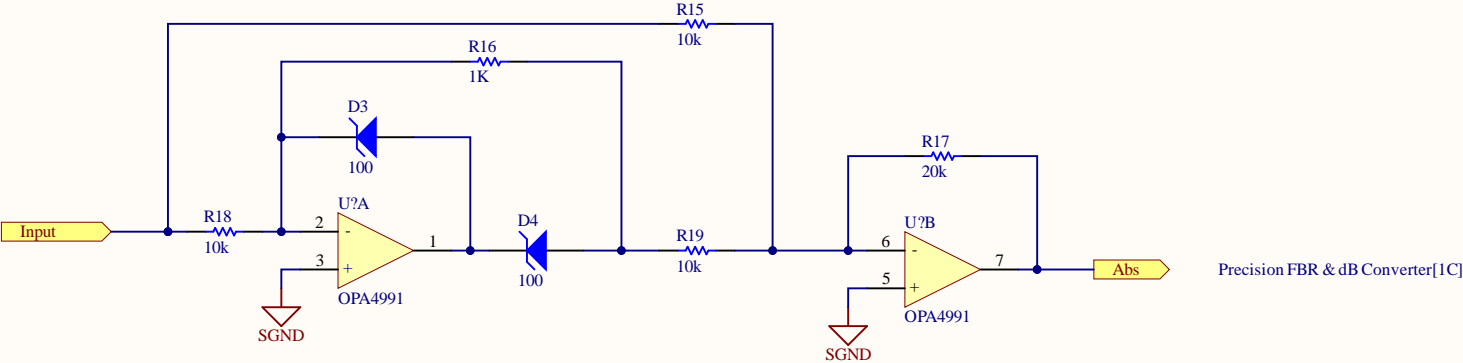 R15
10k
R16
1K
D3
100
R17
20k
U?A
R18
10k
Input
2
-
1
3
+
OPA4991
SGND
D4
100
R19
10k
U?B
6
-
7
5
+
OPA4991
SGND
Abs
Precision FBR & dB Converter[1C]